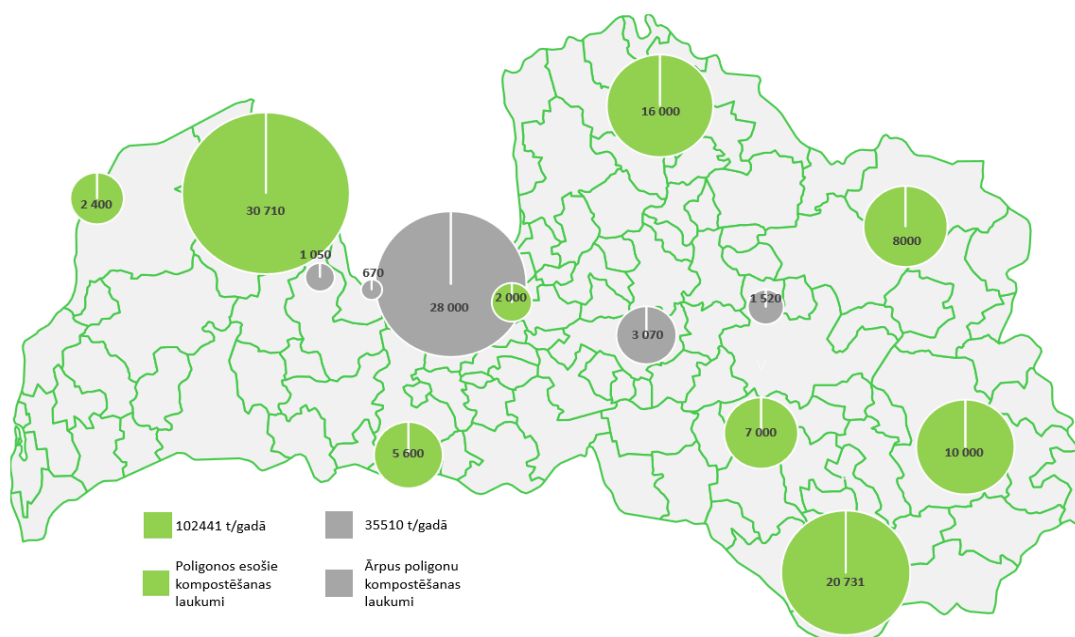 16 000
2 400
30 710
8000
1 050
670
28 000
2 000
1 520
3 070
7 000
5 600
10 000
20 731
102441 t/gadā
35510 t/gadā
Poligonos esošie
kompostēšanas
laukumi
Ārpus poligonu
kompostēšanas
laukumi